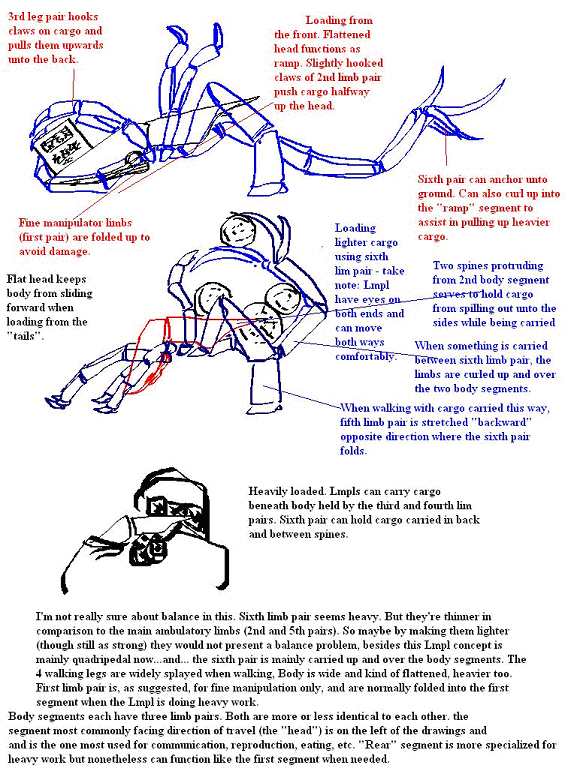 3rd leg pair hooks
claws on cargo and
pulls them upwards
unto the back.
Loading from
the front. Flattened
head functions as
ramp. Slightly hooked
claws of 2nd limb pair
push cargo halfway
up the head.
Sixth pair can anchor unto
ground. Can also curl up into
the "ramp" segment to
assist in pulling up heavier
cargo.
Fine manipulator limbs
(first pair) are folded up to
avoid damage.
Flat head keeps
body from sliding
forward when
loading from the
"tails".
Loading
lighter cargo
using sixth
lim pair - take
note: Lmpl
have eyes on
both ends and
can move
both ways
comfortably.
Two spines protruding
from 2nd body segment
serves to hold cargo
from spilling out unto the
sides while being carried
When something is carried
between sixth limb pair, the
limbs are curled up and over
the two body segments.
When walking with cargo carried this way,
fifth limb pair is stretched "backward"
opposite direction where the sixth pair
folds.
Heavily loaded. Lmpls can carry cargo
beneath body held by the third and fourth lim
pairs. Sixth pair can hold cargo carried in back
and between spines.
I'm not really sure about balance in this. Sixth limb pair seems heavy. But they're thinner in
comparison to the main ambulatory limbs (2nd and 5th pairs). So maybe by making them lighter
(though still as strong) they would not present a balance problem, besides this Lmpl concept is
mainly quadripedal now...and... the sixth pair is mainly carried up and over the body segments. The
4 walking legs are widely splayed when walking, Body is wide and kind of flattened, heavier too.
First limb pair is, as suggested, for fine manipulation only, and are normally folded into the first
segment when the Lmpl is doing heavy work.
Body segments each have three limb pairs. Both are more or less identical to each other. the
segment most commonly facing direction of travel (the "head") is on the left of the drawings and
and is the one most used for communication, reproduction, eating, etc. "Rear" segment is more specialized for
heavy work but nonetheless can function like the first segment when needed.